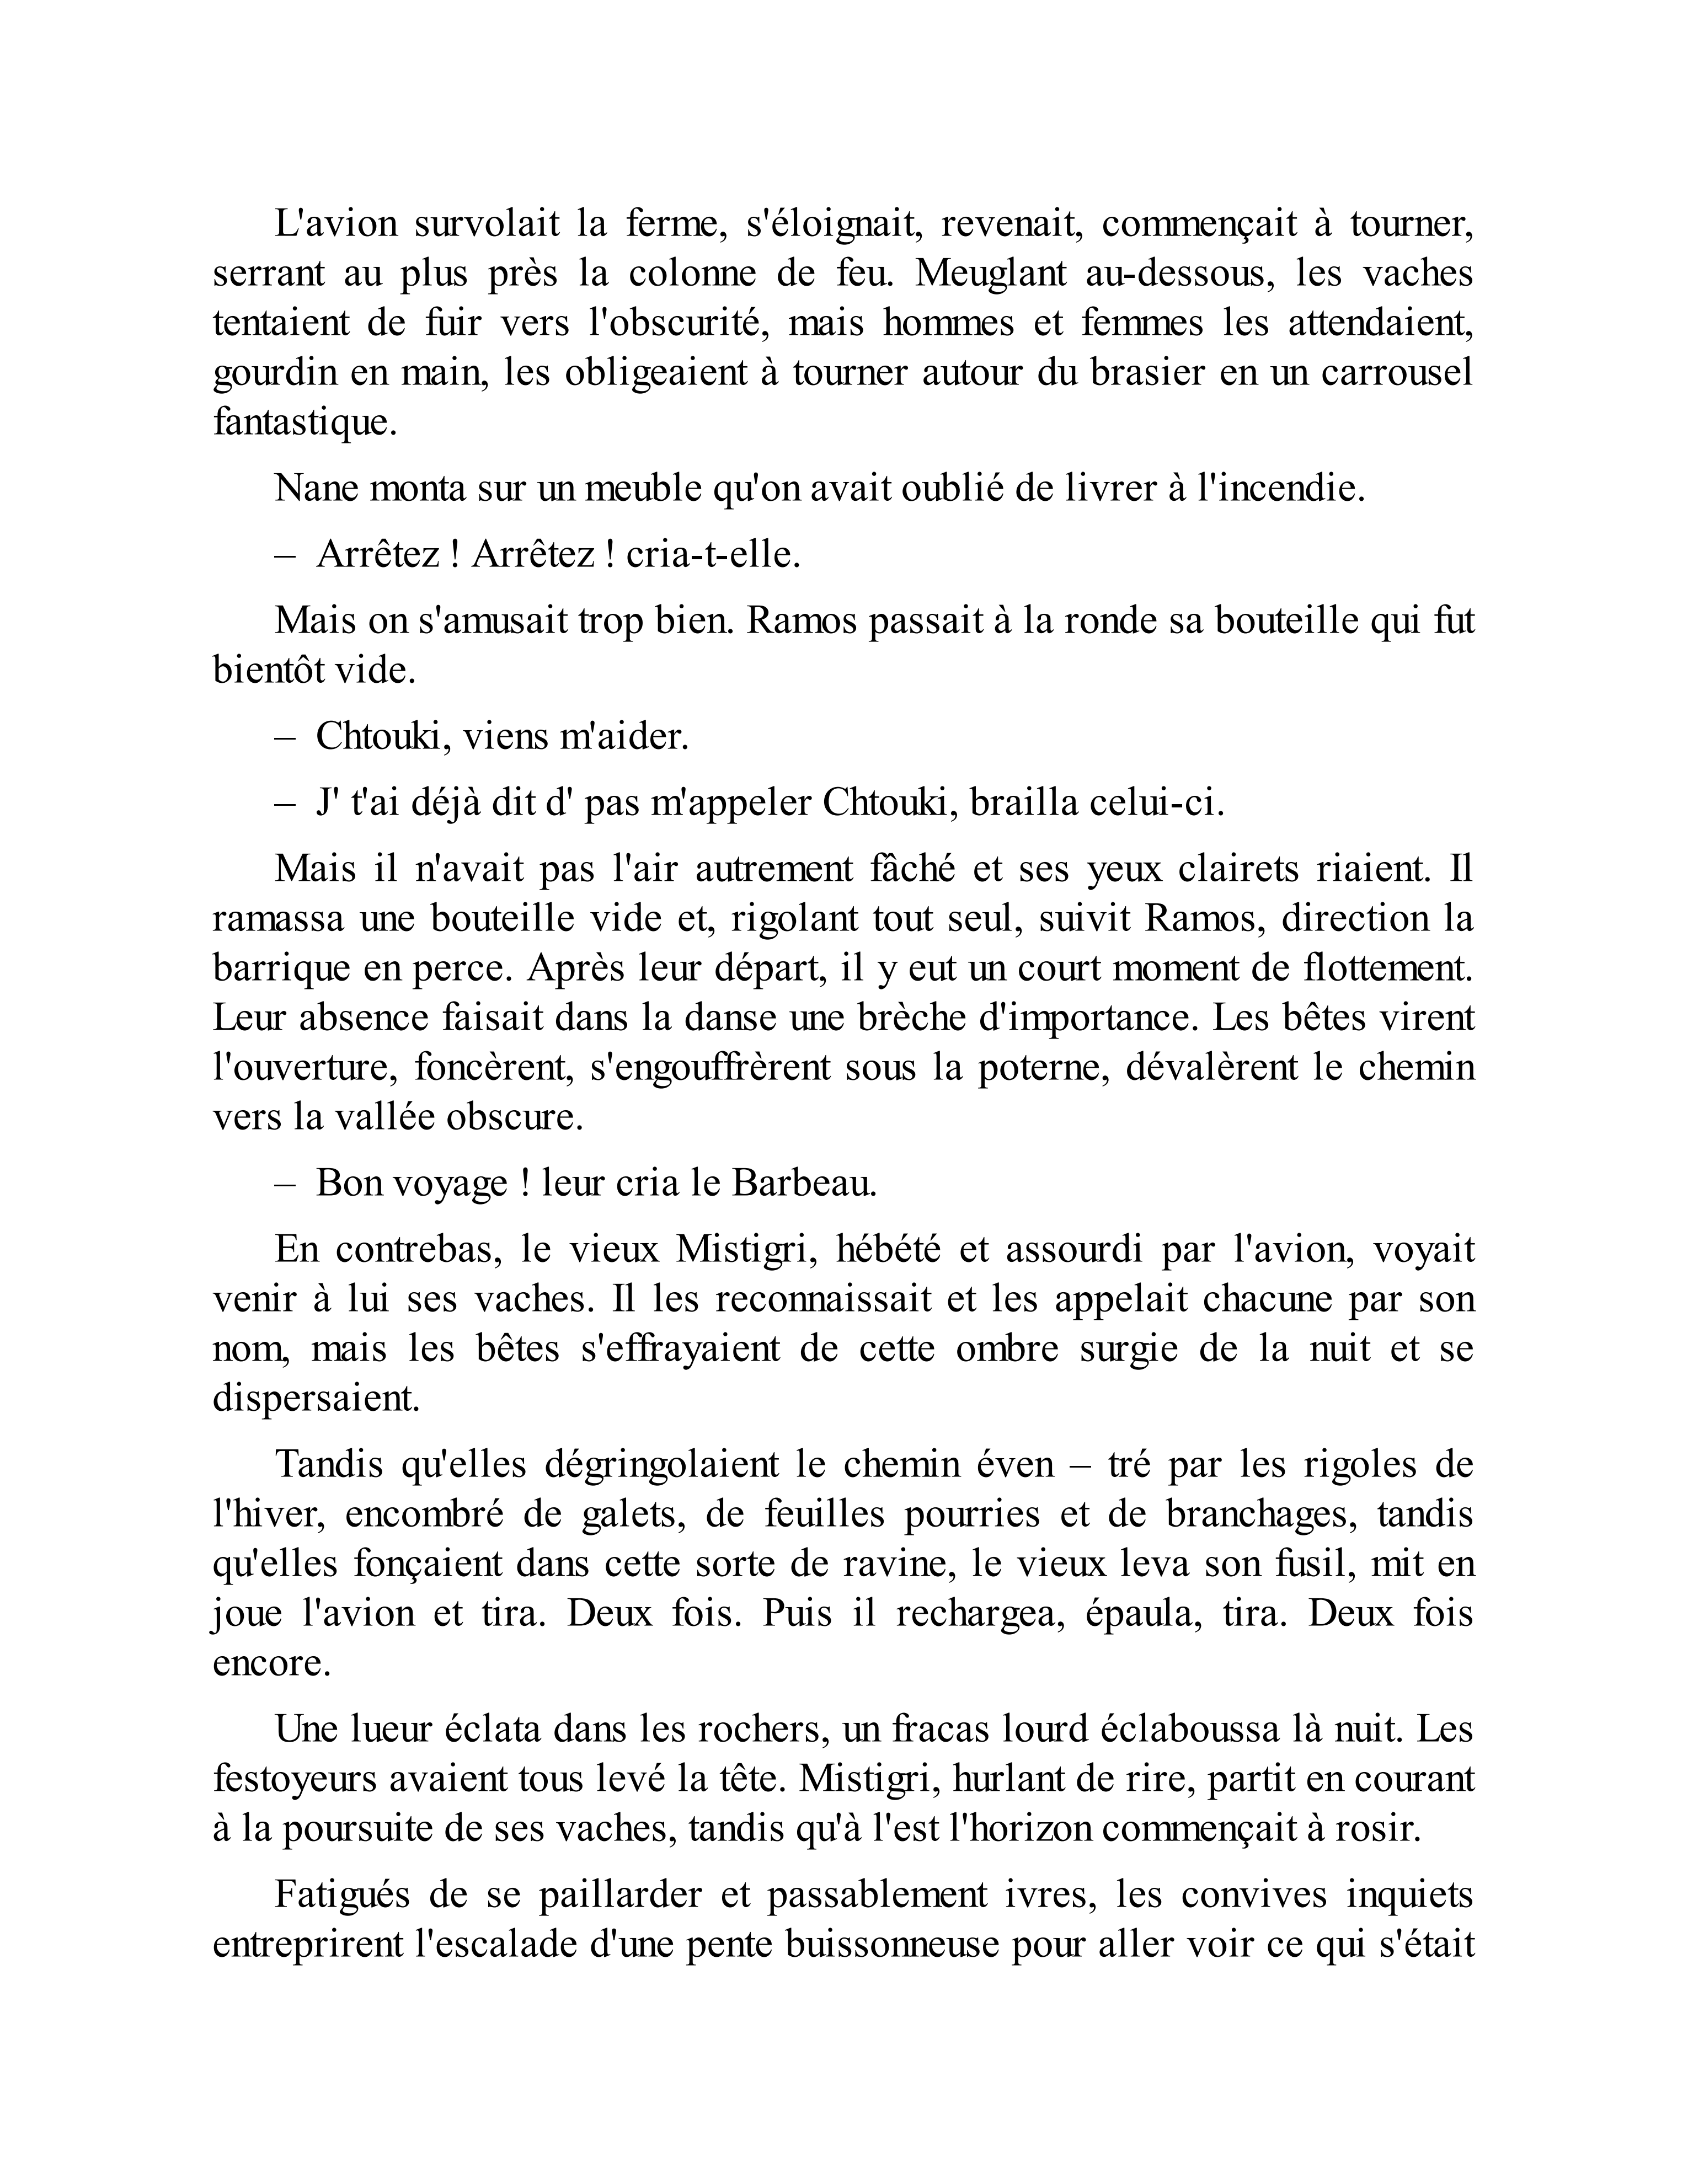 L'avion survolait la ferme, s'éloignait, revenait, commençait à tourner,
serrant au plus près la colonne de feu. Meuglant au-dessous, les vaches
tentaient de fuir vers l'obscurité, mais hommes et femmes les attendaient,
gourdin en main, les obligeaient à tourner autour du brasier en un carrousel
fantastique.
Nane monta sur un meuble qu'on avait oublié de livrer à l'incendie.
– Arrêtez ! Arrêtez ! cria-t-elle.
Mais on s'amusait trop bien. Ramos passait à la ronde sa bouteille qui fut
bientôt vide.
– Chtouki, viens m'aider.
– J' t'ai déjà dit d' pas m'appeler Chtouki, brailla celui-ci.
Mais il n'avait pas l'air autrement fâché et ses yeux clairets riaient. Il
ramassa une bouteille vide et, rigolant tout seul, suivit Ramos, direction la
barrique en perce. Après leur départ, il y eut un court moment de flottement.
Leur absence faisait dans la danse une brèche d'importance. Les bêtes virent
l'ouverture, foncèrent, s'engouffrèrent sous la poterne, dévalèrent le chemin
vers la vallée obscure.
– Bon voyage ! leur cria le Barbeau.
En contrebas, le vieux Mistigri, hébété et assourdi par l'avion, voyait
venir à lui ses vaches. Il les reconnaissait et les appelait chacune par son
nom, mais les bêtes s'effrayaient de cette ombre surgie de la nuit et se
dispersaient.
Tandis qu'elles dégringolaient le chemin éven – tré par les rigoles de
l'hiver, encombré de galets, de feuilles pourries et de branchages, tandis
qu'elles fonçaient dans cette sorte de ravine, le vieux leva son fusil, mit en
joue l'avion et tira. Deux fois. Puis il rechargea, épaula, tira. Deux fois
encore.
Une lueur éclata dans les rochers, un fracas lourd éclaboussa là nuit. Les
festoyeurs avaient tous levé la tête. Mistigri, hurlant de rire, partit en courant
à la poursuite de ses vaches, tandis qu'à l'est l'horizon commençait à rosir.
Fatigués de se paillarder et passablement ivres, les convives inquiets
entreprirent l'escalade d'une pente buissonneuse pour aller voir ce qui s'était